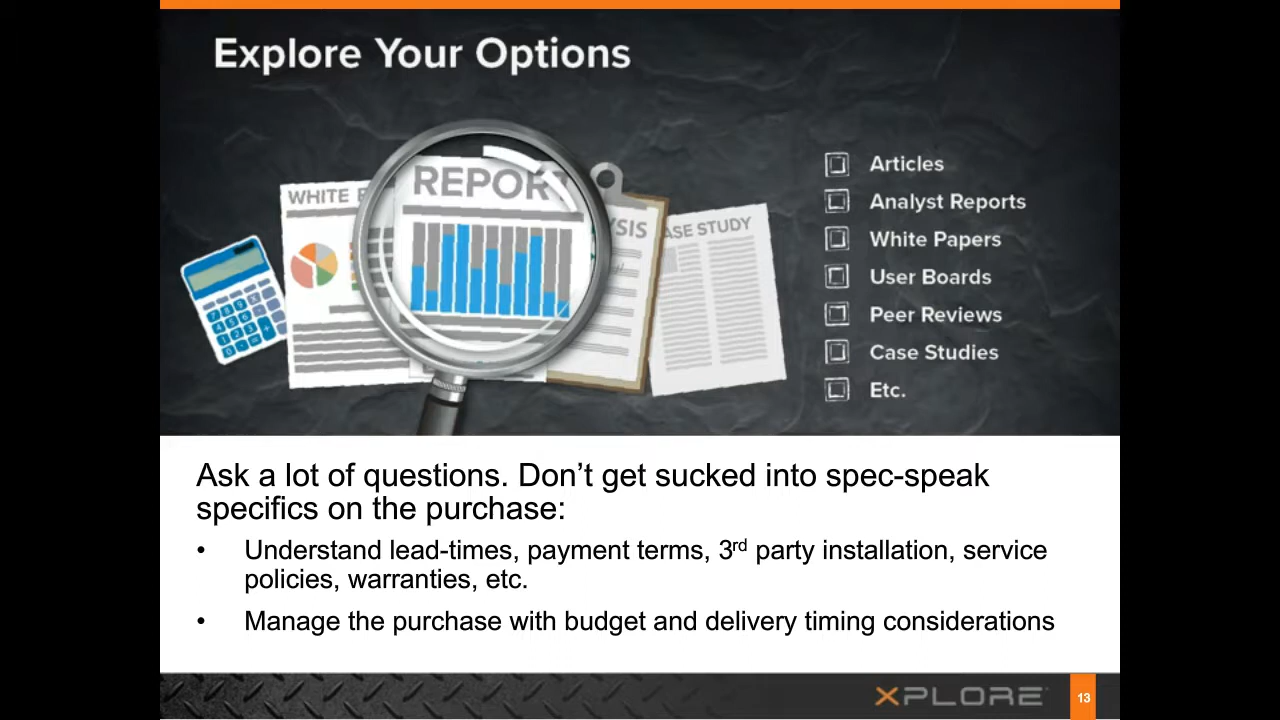 Explore Your Options
WHITE
REPORT
ASE STUDY
Articles
Analyst Reports
White Papers
User Boards
Peer Reviews
Case Studies
Etc.
Ask a lot of questions. Don’t get sucked into spec-speak
specifics on the purchase:
• Understand lead-times, payment terms, 3rd party installation, service
policies, warranties, etc.
• Manage the purchase with budget and delivery timing considerations
XPLORE
13